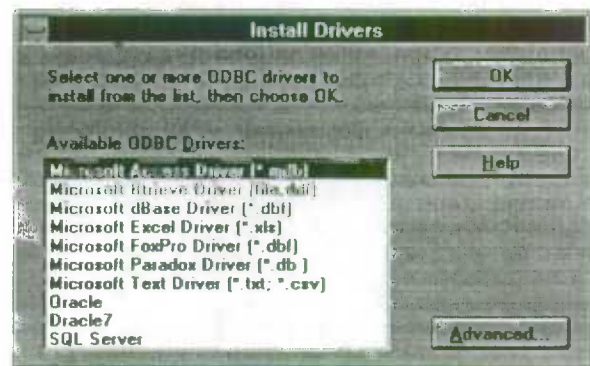 Install Drivers
Select one or more ODBC drivers to
install from the list, then choose OK.
OK
Cancel
Help
Available ODBC Drivers:
Microsoft Access Driver (*.mdb)
Microsoft Btrieve Driver (file.ddf)
Microsoft dBase Driver (*.dbf)
Microsoft Excel Driver (*.xls)
Microsoft FoxPro Driver (*.dbf)
Microsoft Paradox Driver (*.db )
Microsoft Text Driver (*.txt; *.csv)
Oracle
Oracle7
SQL Server
Advanced...